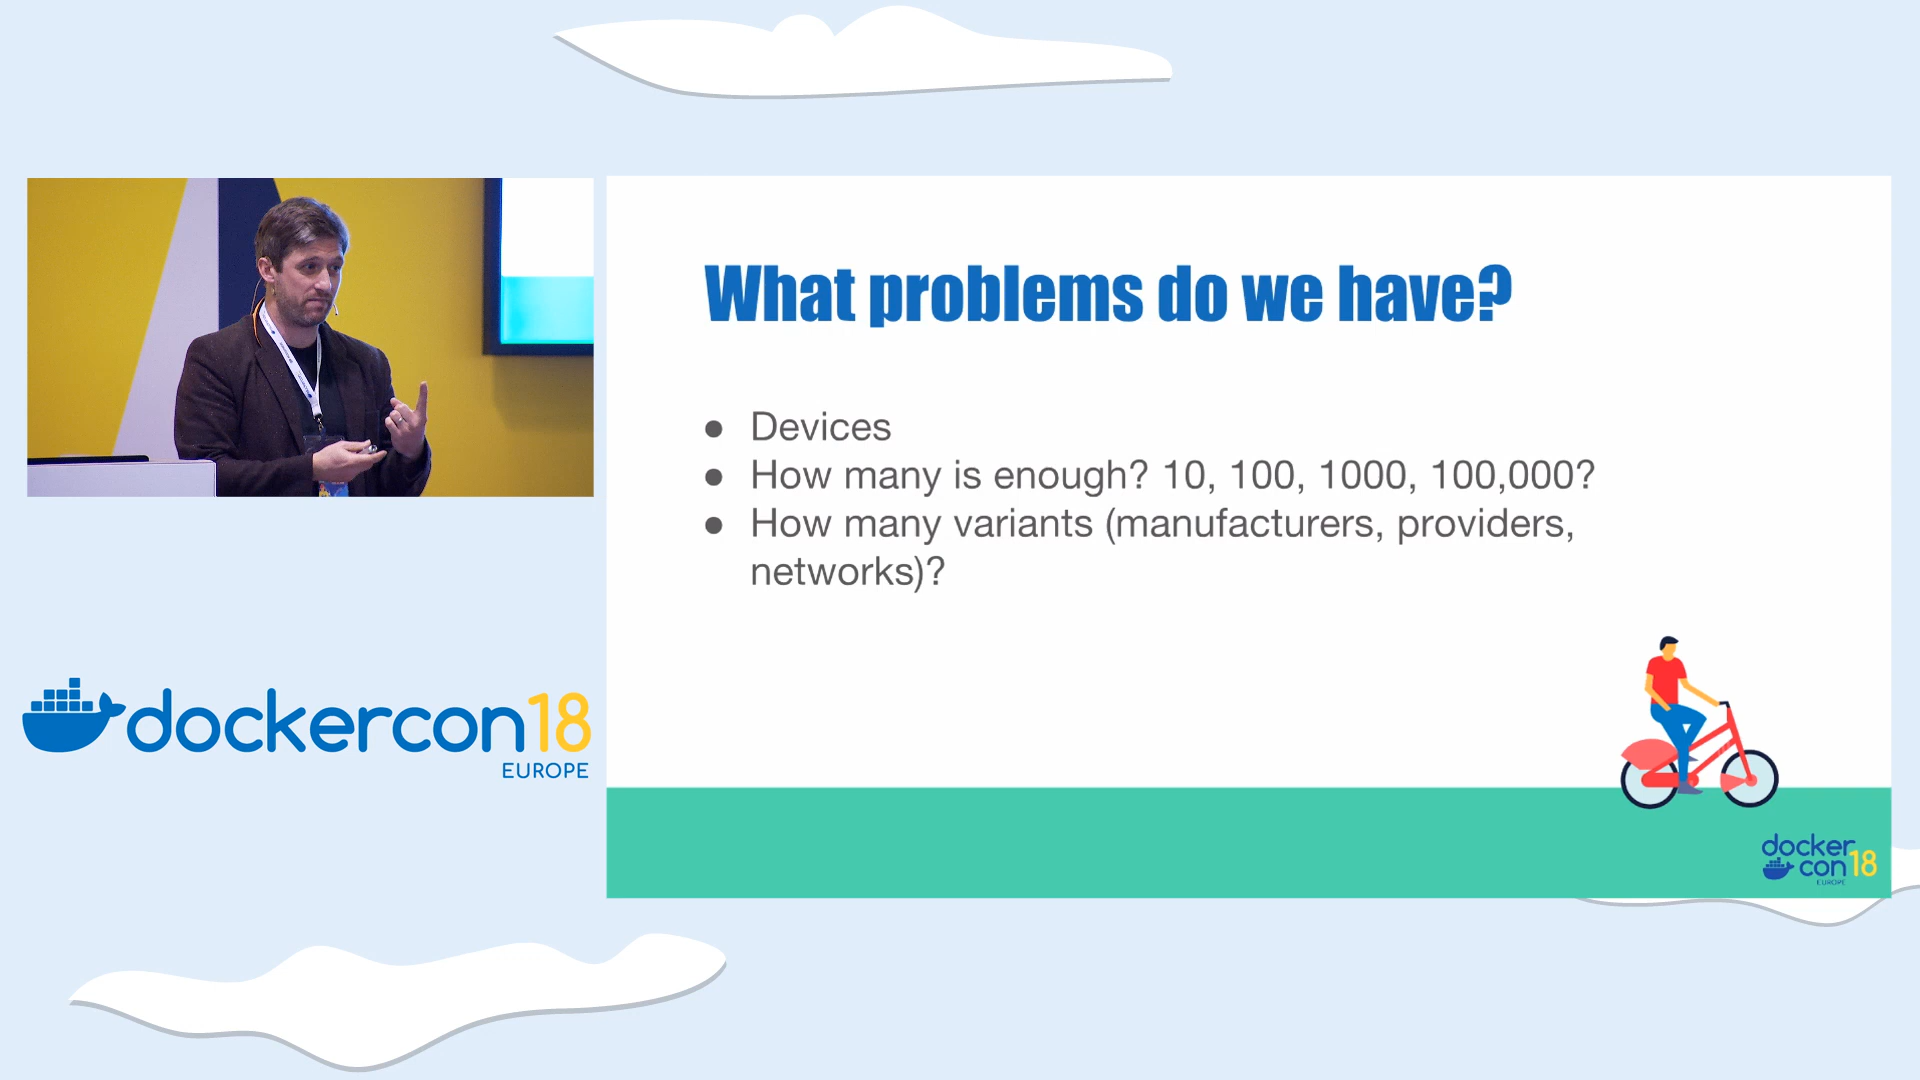 What problems do we have?
● Devices
● How many is enough? 10, 100, 1000, 100,000?
● How many variants (manufacturers, providers,
networks)?
dockercon18
EUROPE
docker
con18
EUROPE